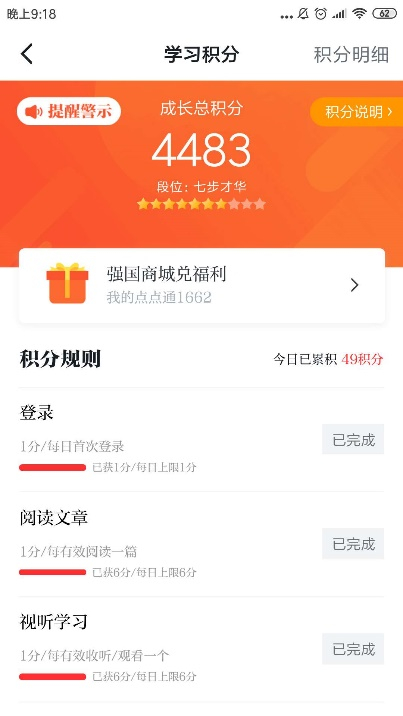 晚上9:18
62
学习积分
积分明细
提醒警示
成长总积分
积分说明
4483
段位：七步才华
强国商城兑福利
我的点点通1662
积分规则
今日已累积 49积分
登录
1分/每日首次登录
已获1分/每日上限1分
已完成
阅读文章
1分/每有效阅读一篇
已获6分/每日上限6分
已完成
视听学习
1分/每有效收听/观看一个
已获6分/每日上限6分
已完成